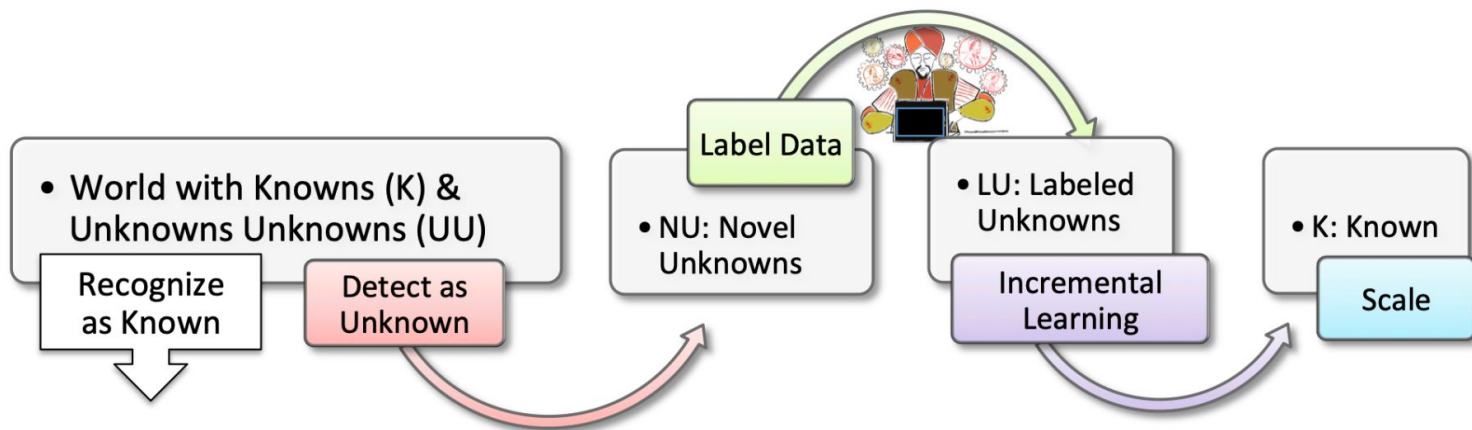 • World with Knowns (K) &
Unknowns Unknowns (UU)
Recognize
as Known
Detect as
Unknown
Label Data
• NU: Novel
Unknowns
• LU: Labeled
Unknowns
Incremental
Learning
• K: Known
Scale